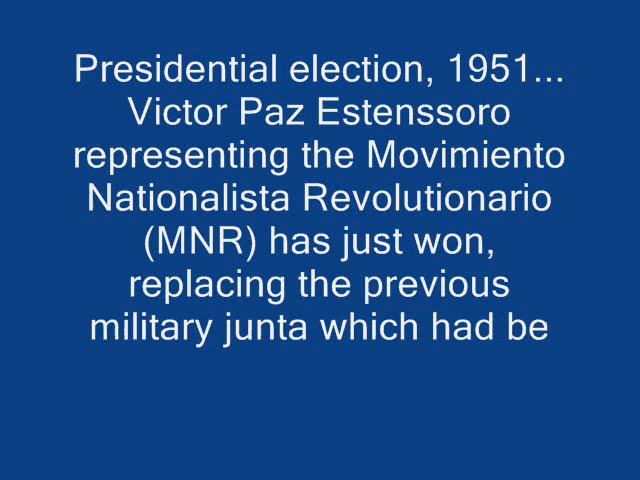 Presidential election, 1951...
Victor Paz Estenssoro
representing the Movimiento
Nationalista Revolutionario
(MNR) has just won,
replacing the previous
military junta which had be